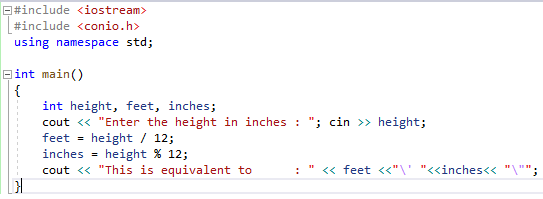 #include <iostream>
#include <conio.h>
using namespace std;
int main()
{
int height, feet, inches;
cout << "Enter the height in inches : "; cin >> height;
feet = height / 12;
inches = height % 12;
cout << "This is equivalent to      : " << feet <<"\' "<<inches<< "\"";
}